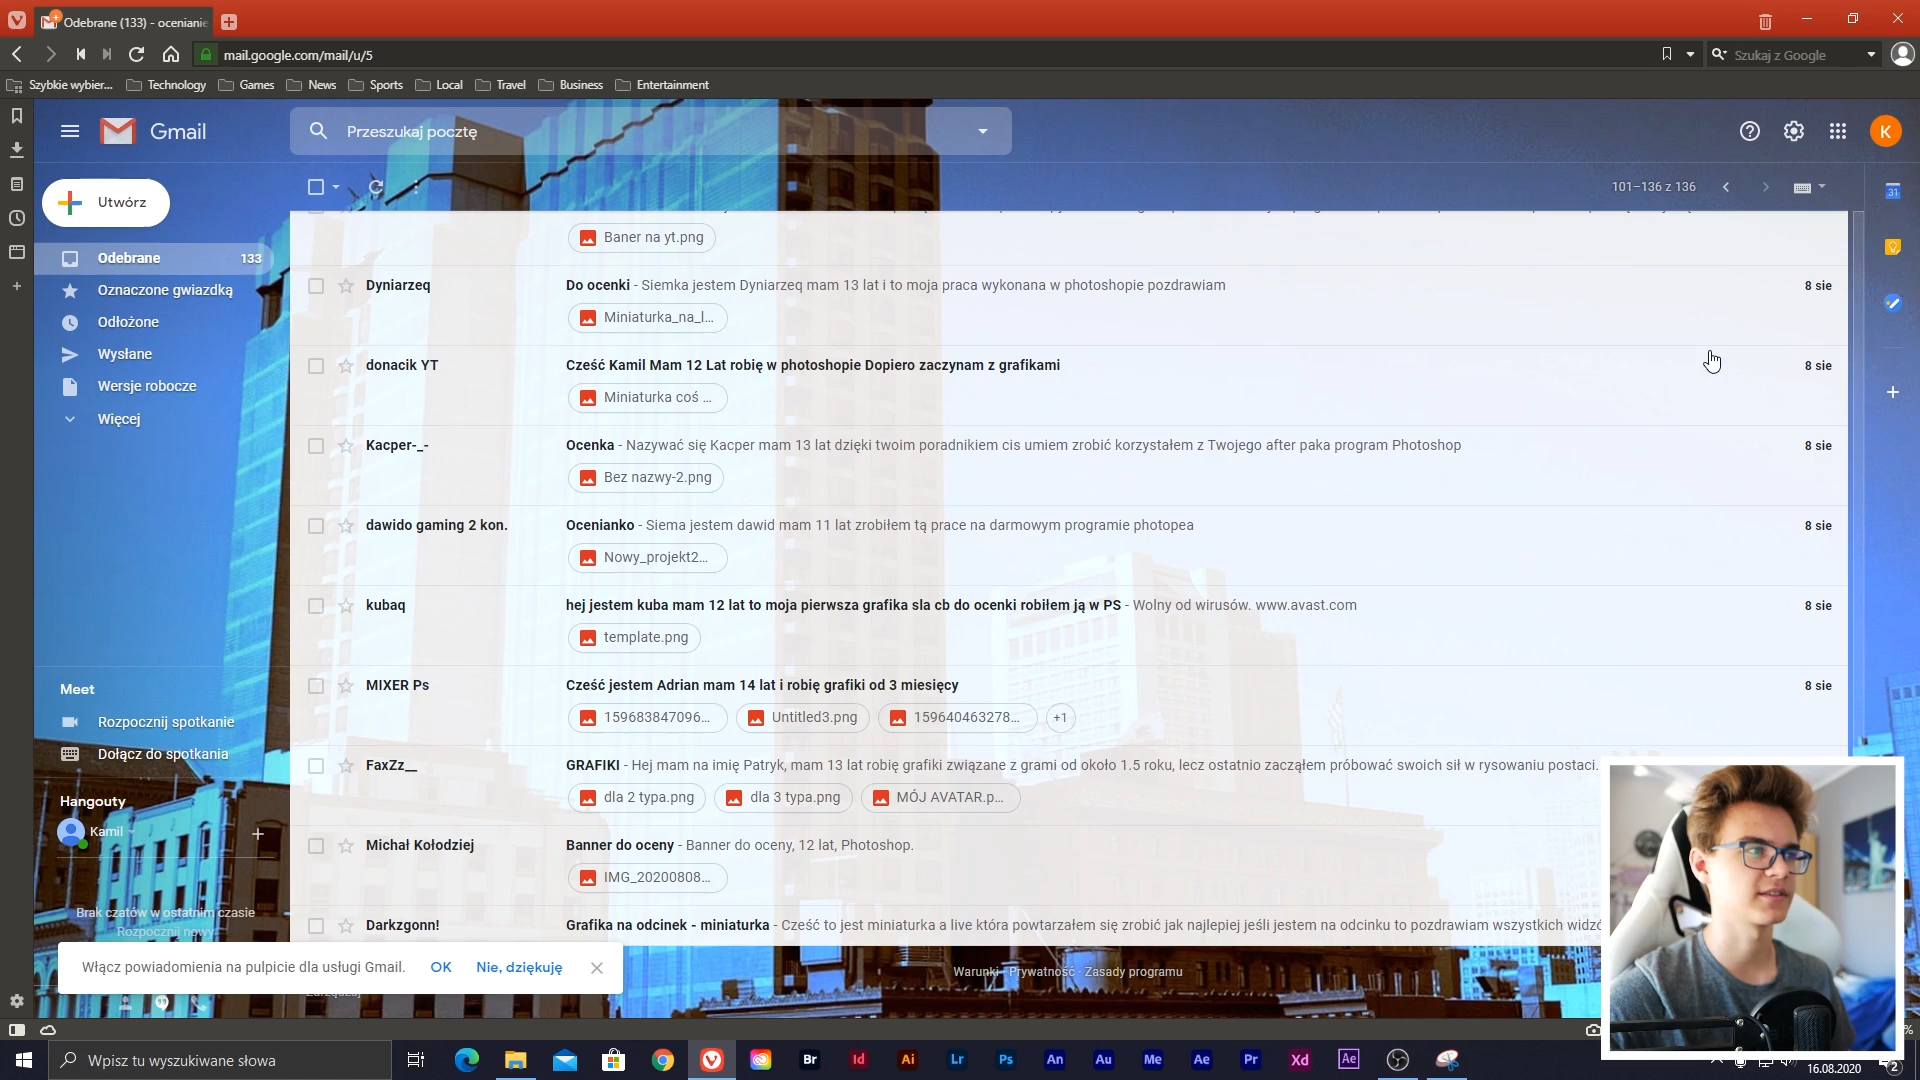 Odebrane (133) - ocenianie
mail.google.com/mail/u/5
Szukaj z Google
Szybkie wybier... Technology Games News Sports Local Travel Business Entertainment
Gmail
Przeszukaj pocztę
K
Utwórz
101–136 z 136
31
Odebrane 133
Oznaczone gwiazdką
Odłożone
Wysłane
Wersje robocze
Więcej
Baner na yt.png
Dyniarzeq Do ocenki - Siemka jestem Dyniarzeq mam 13 lat i to moja praca wykonana w photoshopie pozdrawiam 8 sie
Miniaturka_na_l...
donacik YT Cześć Kamil Mam 12 Lat robię w photoshopie Dopiero zaczynam z grafikami 8 sie
Miniaturka coś ...
Kacper-_- Ocenka - Nazywać się Kacper mam 13 lat dzięki twoim poradnikiem cis umiem zrobić korzystałem z Twojego after paka program Photoshop 8 sie
Bez nazwy-2.png
dawido gaming 2 kon. Ocenianko - Siema jestem dawid mam 11 lat zrobiłem tą prace na darmowym programie photopea 8 sie
Nowy_projekt2...
kubaq hej jestem kuba mam 12 lat to moja pierwsza grafika sla cb do ocenki robiłem ją w PS - Wolny od wirusów. www.avast.com 8 sie
template.png
MIXER Ps Cześć jestem Adrian mam 14 lat i robię grafiki od 3 miesięcy 8 sie
159683847096... Untitled3.png 159640463278... +1
FaxZz__ GRAFIKI - Hej mam na imię Patryk, mam 13 lat robię grafiki związane z grami od około 1.5 roku, lecz ostatnio zacząłem próbować swoich sił w rysowaniu postaci.
dla 2 typa.png dla 3 typa.png MÓJ AVATAR.p...
Michał Kołodziej Banner do oceny - Banner do oceny, 12 lat, Photoshop.
IMG_20200808...
Darkzgonn! Grafika na odcinek - miniaturka - Cześć to jest miniaturka a live która powtarzałem się zrobić jak najlepiej jeśli jestem na odcinku to pozdrawiam wszystkich widzó
Meet
Rozpocznij spotkanie
Dołącz do spotkania
Hangouty
Kamil
Brak czatów w ostatnim czasie
Rozpocznij nowy
Włącz powiadomienia na pulpicie dla usługi Gmail. OK Nie, dziękuję
Warunki · Prywatność · Zasady programu
Wpisz tu wyszukiwane słowa
Br Id Ai Lr Ps An Au Me Ae Pr Xd Ae
16.08.2020
2